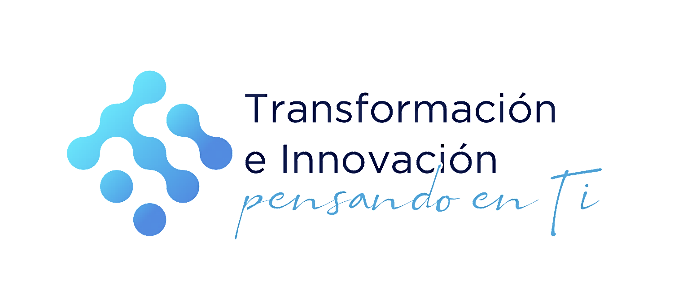 Transformación
e Innovación
pensando en Ti